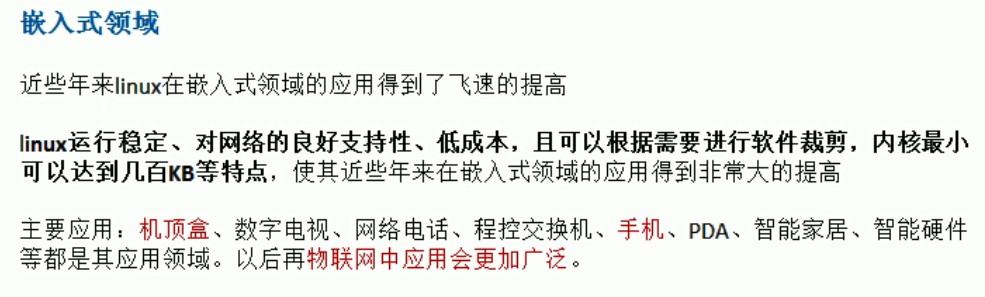 嵌入式领域
近些年来linux在嵌入式领域的应用得到了飞速的提高
linux运行稳定、对网络的良好支持性、低成本，且可以根据需要进行软件裁剪，内核最小
可以达到几百KB等特点，使其近些年来在嵌入式领域的应用得到非常大的提高
主要应用：机顶盒、数字电视、网络电话、程控交换机、手机、PDA、智能家居、智能硬件
等都是其应用领域。以后再物联网中应用会更加广泛。